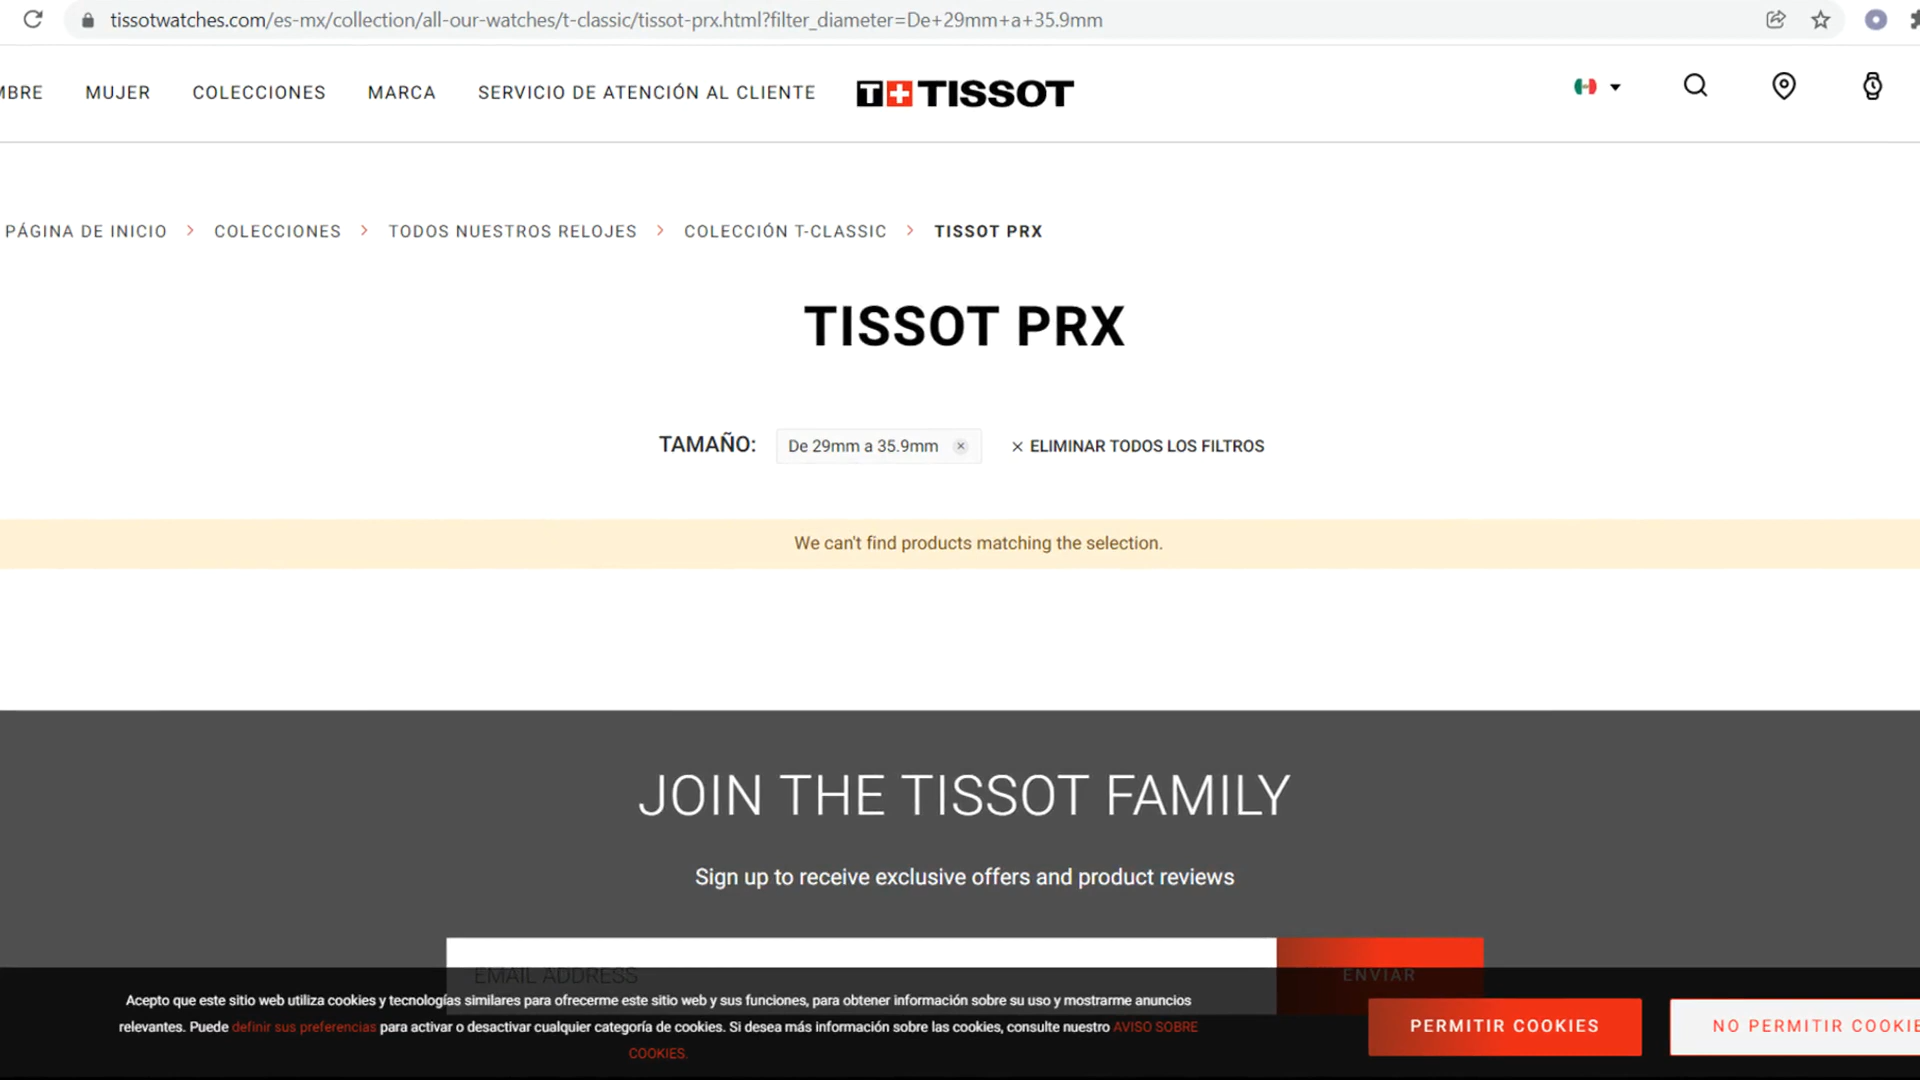 tissotwatches.com/es-mx/collection/all-our-watches/t-classic/tissot-prx.html?filter_diameter=De+29mm+a+35.9mm
MBRE MUJER COLECCIONES MARCA SERVICIO DE ATENCIÓN AL CLIENTE T+ TISSOT
PÁGINA DE INICIO > COLECCIONES > TODOS NUESTROS RELOJES > COLECCIÓN T-CLASSIC > TISSOT PRX
TISSOT PRX
TAMAÑO: De 29mm a 35.9mm × × ELIMINAR TODOS LOS FILTROS
We can't find products matching the selection.
JOIN THE TISSOT FAMILY
Sign up to receive exclusive offers and product reviews
EMAIL ADDRESS ENVIAR
Acepto que este sitio web utiliza cookies y tecnologías similares para ofrecerme este sitio web y sus funciones, para obtener información sobre su uso y mostrarme anuncios
relevantes. Puede definir sus preferencias para activar o desactivar cualquier categoría de cookies. Si desea más información sobre las cookies, consulte nuestro AVISO SOBRE
COOKIES.
PERMITIR COOKIES
NO PERMITIR COOKIE